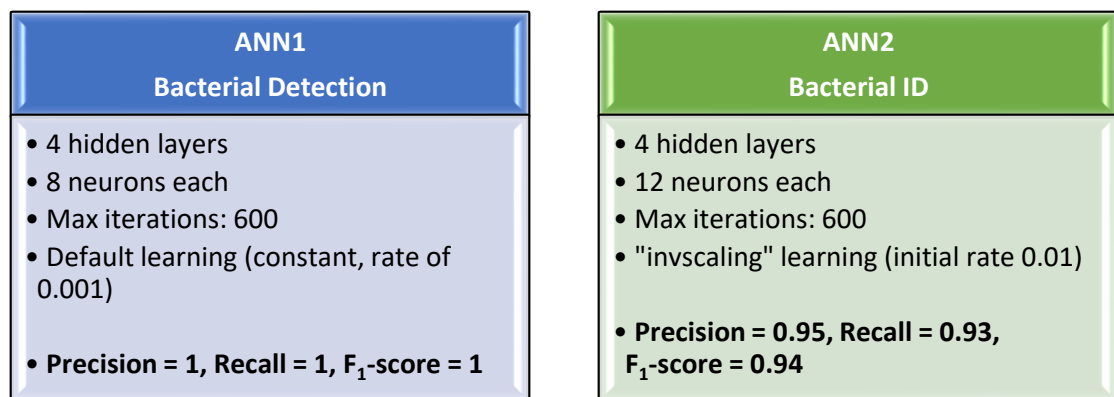 ANN1
Bacterial Detection
• 4 hidden layers
• 8 neurons each
• Max iterations: 600
• Default learning (constant, rate of
0.001)
• Precision = 1, Recall = 1, F₁-score = 1
ANN2
Bacterial ID
• 4 hidden layers
• 12 neurons each
• Max iterations: 600
• "invscaling" learning (initial rate 0.01)
• Precision = 0.95, Recall = 0.93,
F₁-score = 0.94